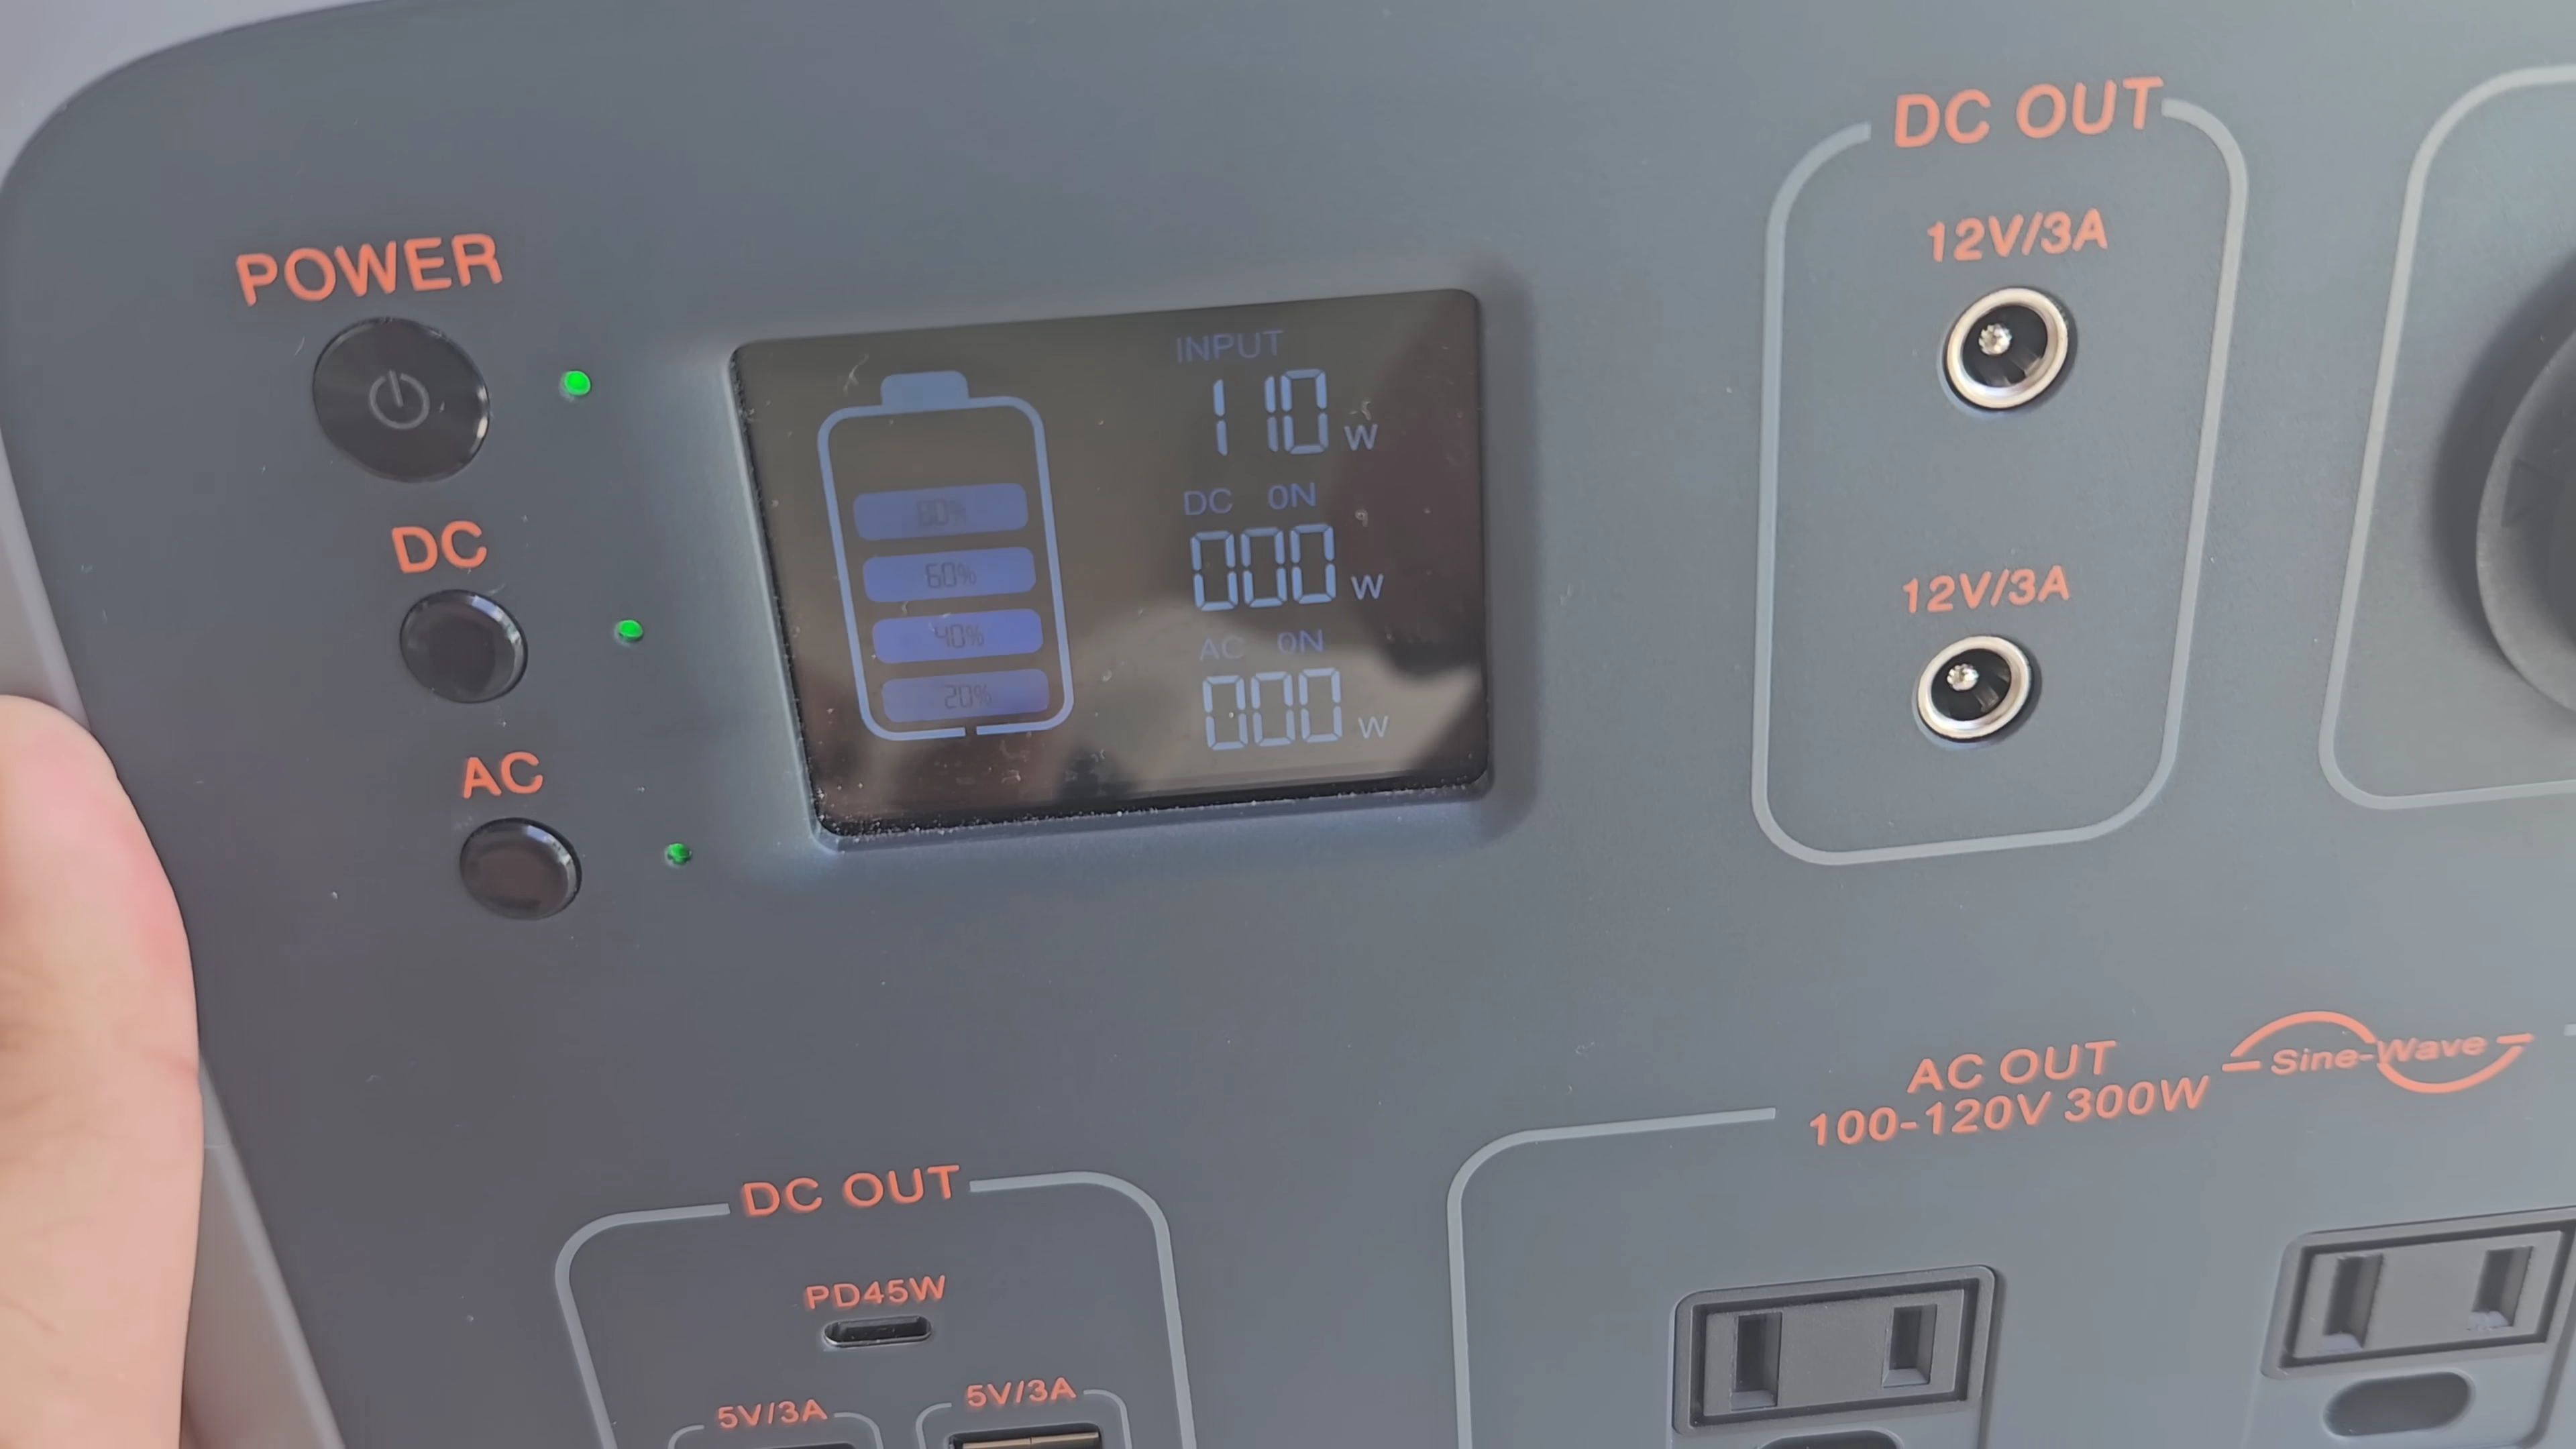 POWER
DC
AC
80%
60%
40%
20%
INPUT
110 W
DC ON
000 W
AC ON
000 W
DC OUT
12V/3A
12V/3A
AC OUT
100-120V 300W
Sine-Wave
DC OUT
PD45W
5V/3A
5V/3A